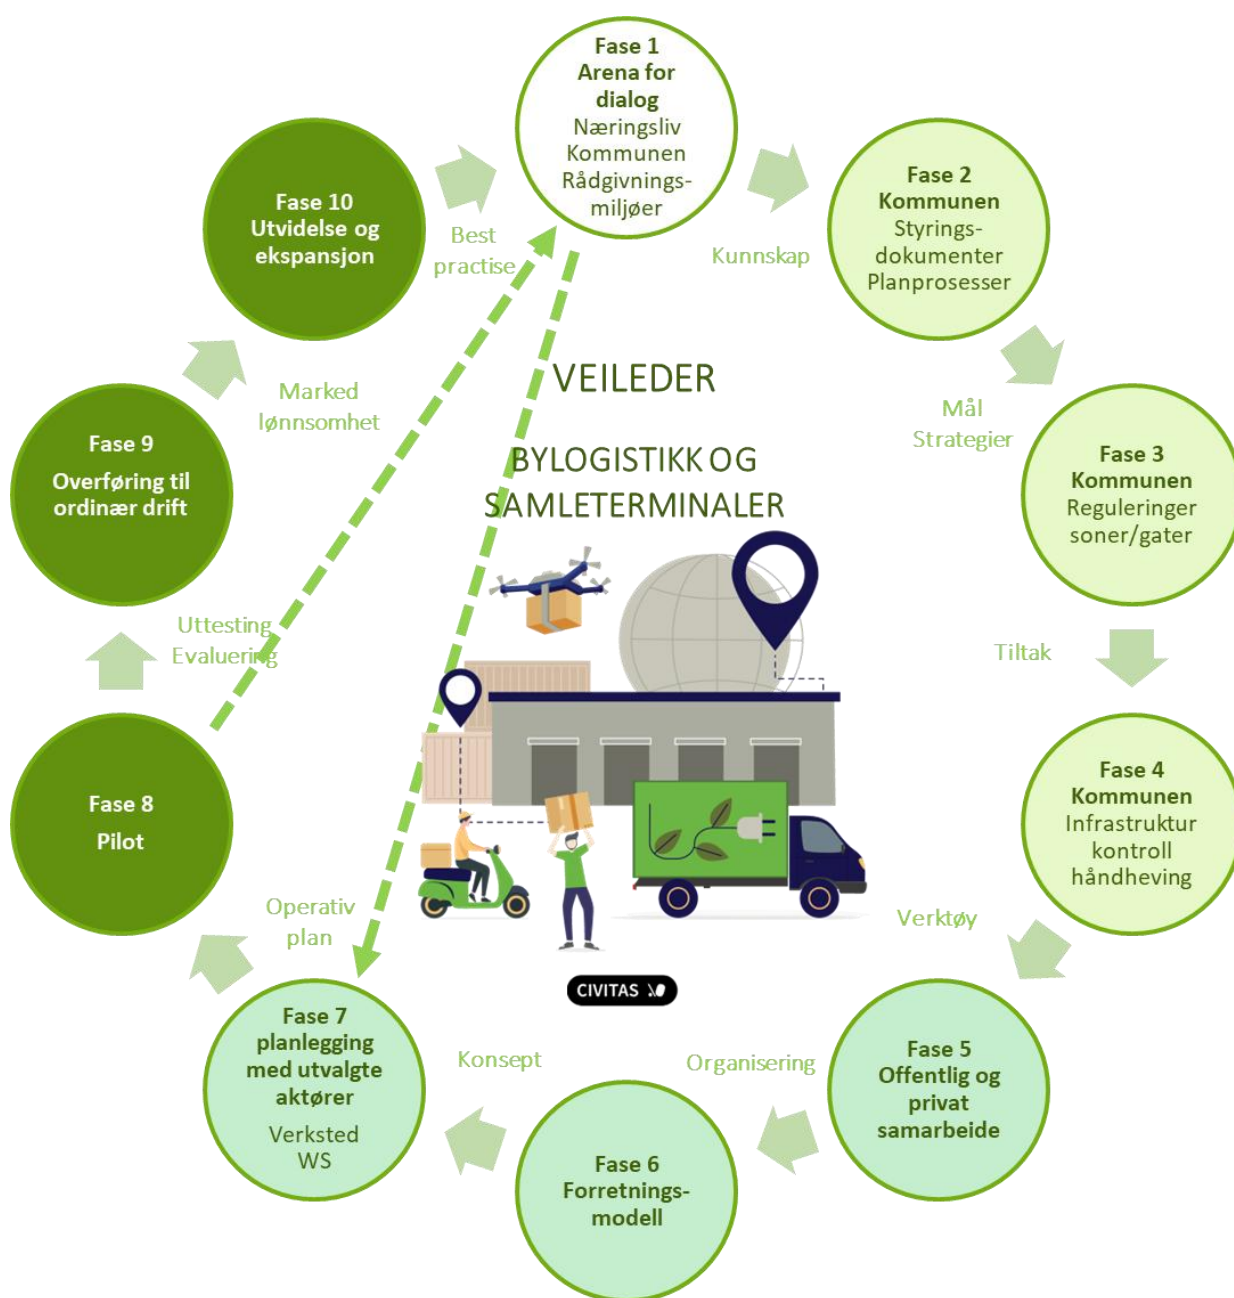 Fase 1
Arena for
dialog
Næringsliv
Kommunen
Rådgivnings-
miljøer
Kunnskap
Fase 2
Kommunen
Styrings-
dokumenter
Planprosesser
Mål
Strategier
Fase 3
Kommunen
Reguleringer
soner/gater
Tiltak
Fase 4
Kommunen
Infrastruktur
kontroll
håndheving
Verktøy
Fase 5
Offentlig og
privat
samarbeide
Organisering
Fase 6
Forretnings-
modell
Konsept
Fase 7
planlegging
med utvalgte
aktører
Verksted
WS
Operativ
plan
Fase 8
Pilot
Uttesting
Evaluering
Fase 9
Overføring til
ordinær drift
Marked
lønnsomhet
Fase 10
Utvidelse og
ekspansjon
Best
practise
VEILEDER
BYLOGISTIKK OG
SAMLETERMINALER
CIVITAS